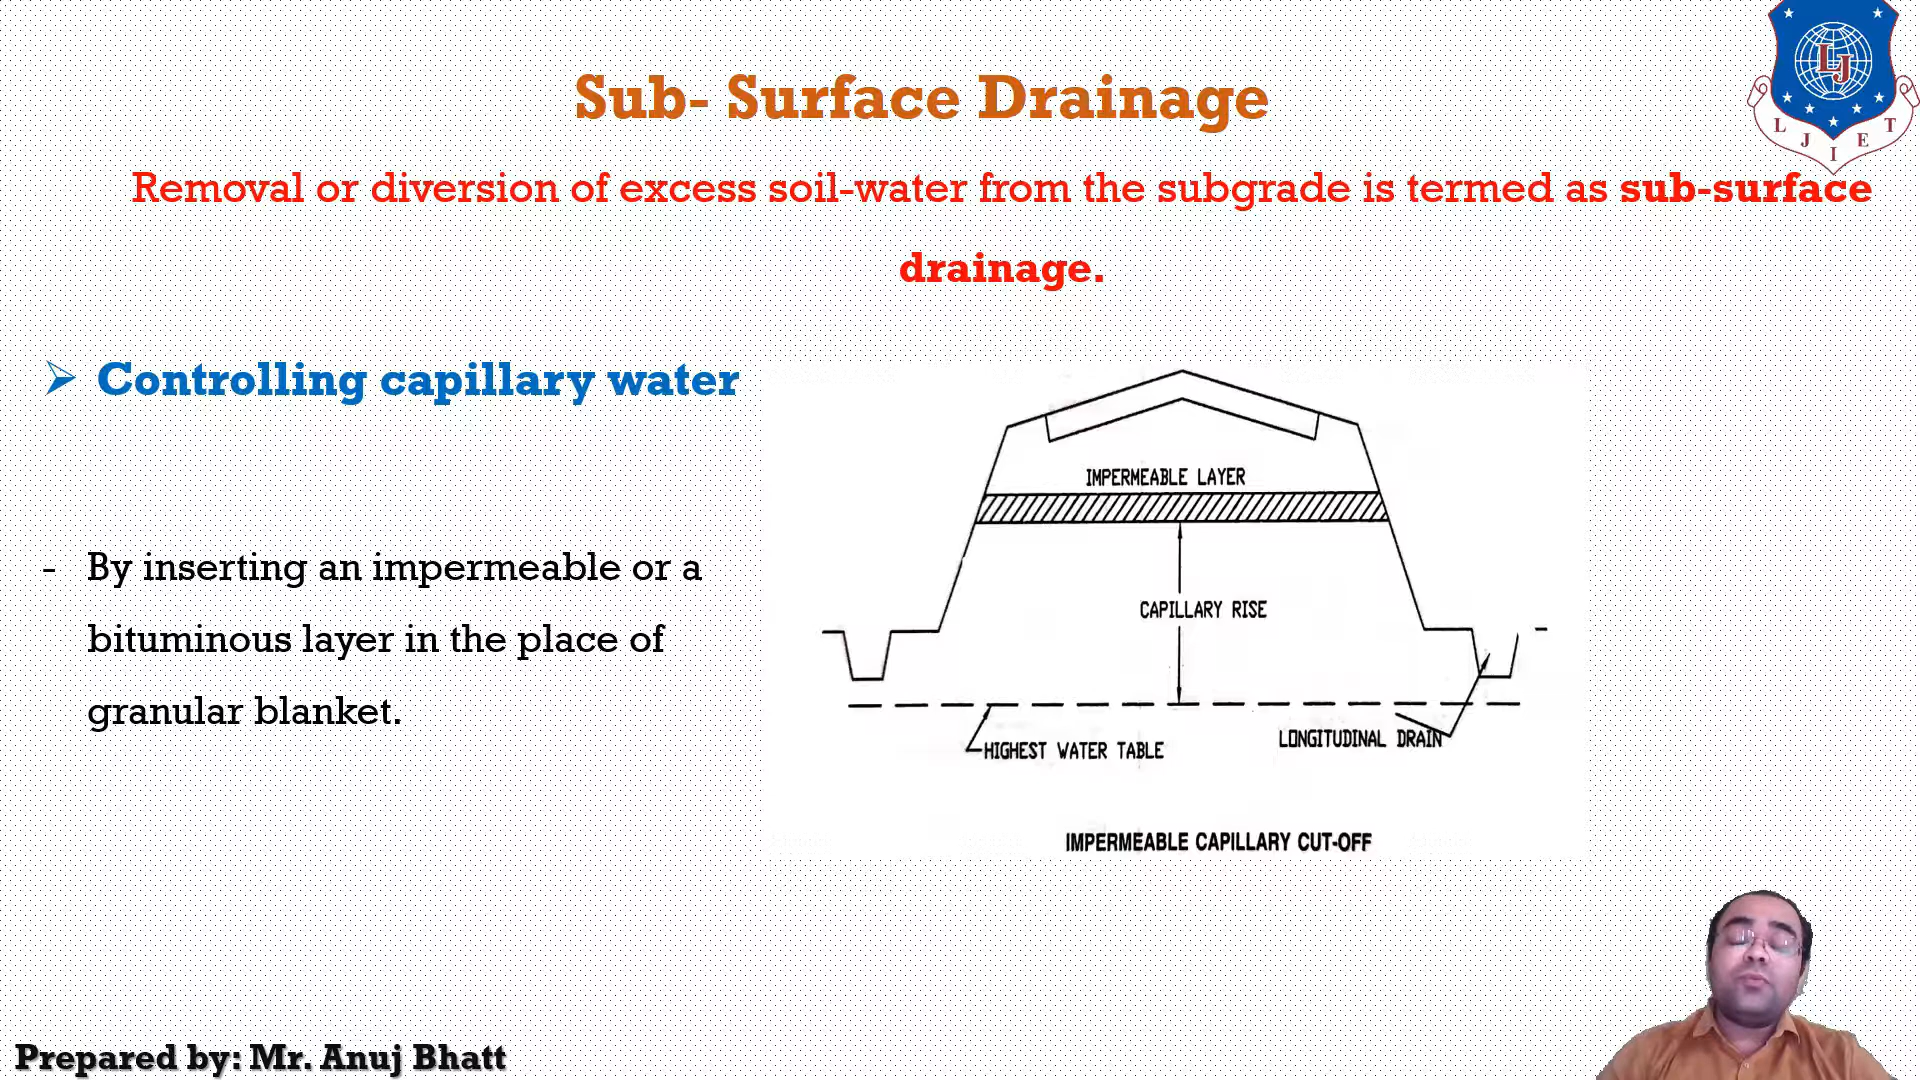 Sub- Surface Drainage
L J
L J I E T
Removal or diversion of excess soil-water from the subgrade is termed as sub-surface
drainage.
Controlling capillary water
- By inserting an impermeable or a
bituminous layer in the place of
granular blanket.
IMPERMEABLE LAYER
CAPILLARY RISE
HIGHEST WATER TABLE
LONGITUDINAL DRAIN
IMPERMEABLE CAPILLARY CUT-OFF
Prepared by: Mr. Anuj Bhatt